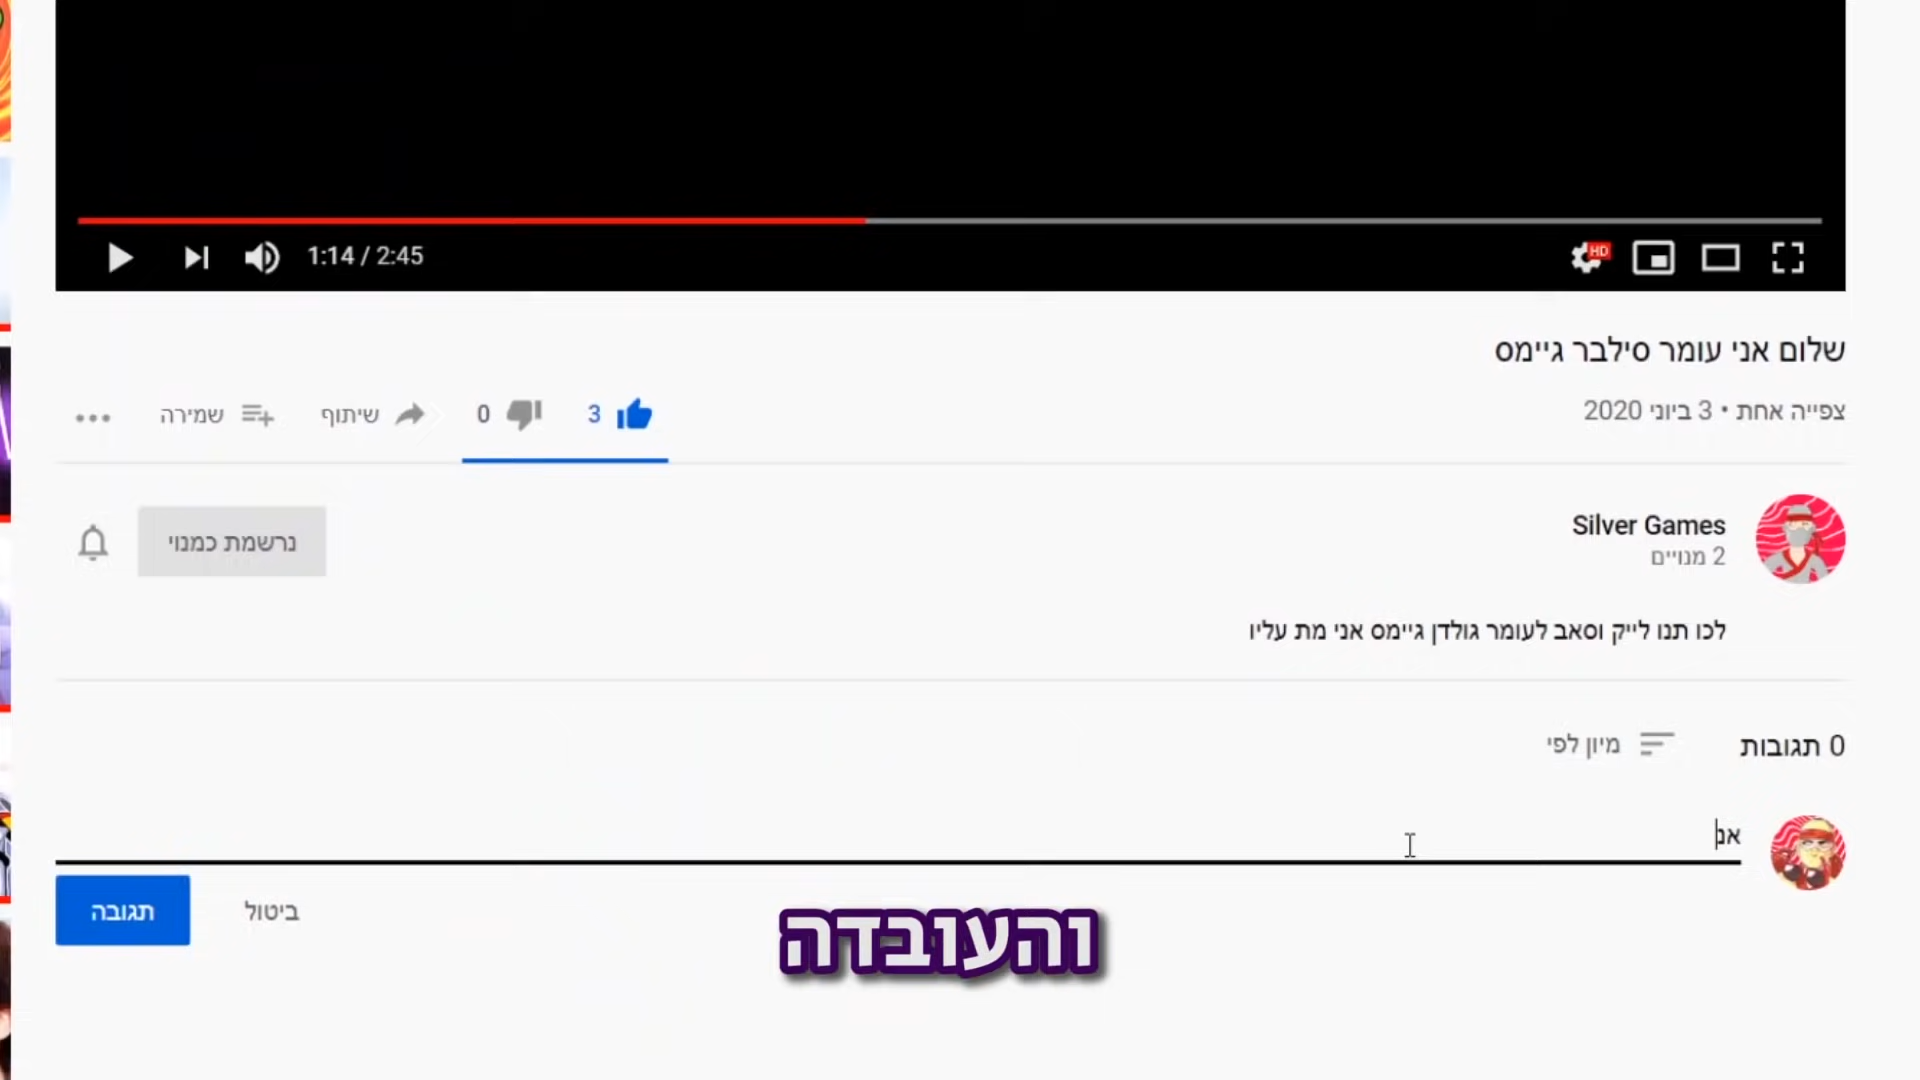 1:14 / 2:45
HD
שלום אני עומר סילבר גיימס
צפייה אחת • 3 ביוני 2020
3
0
שיתוף
שמירה
Silver Games
2 מנויים
נרשמת כמנוי
לכו תנו לייק וסאב לעומר גולדן גיימס אני מת עליו
0 תגובות
מיון לפי
אנ
ביטול
תגובה
והעובדה